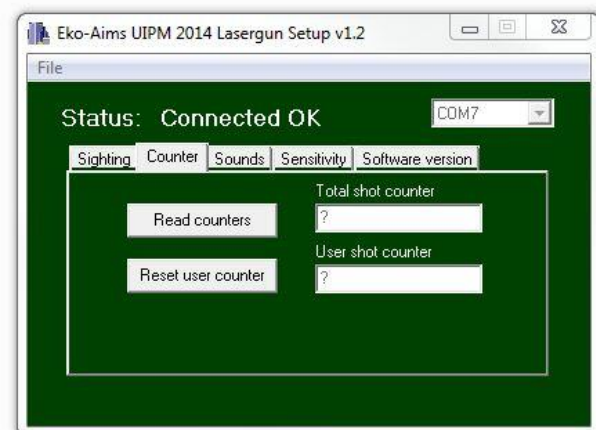 Eko-Aims UIPM 2014 Lasergun Setup v1.2
File
Status: Connected OK
COM7
Sighting Counter Sounds Sensitivity Software version
Total shot counter
Read counters
?
User shot counter
Reset user counter
?